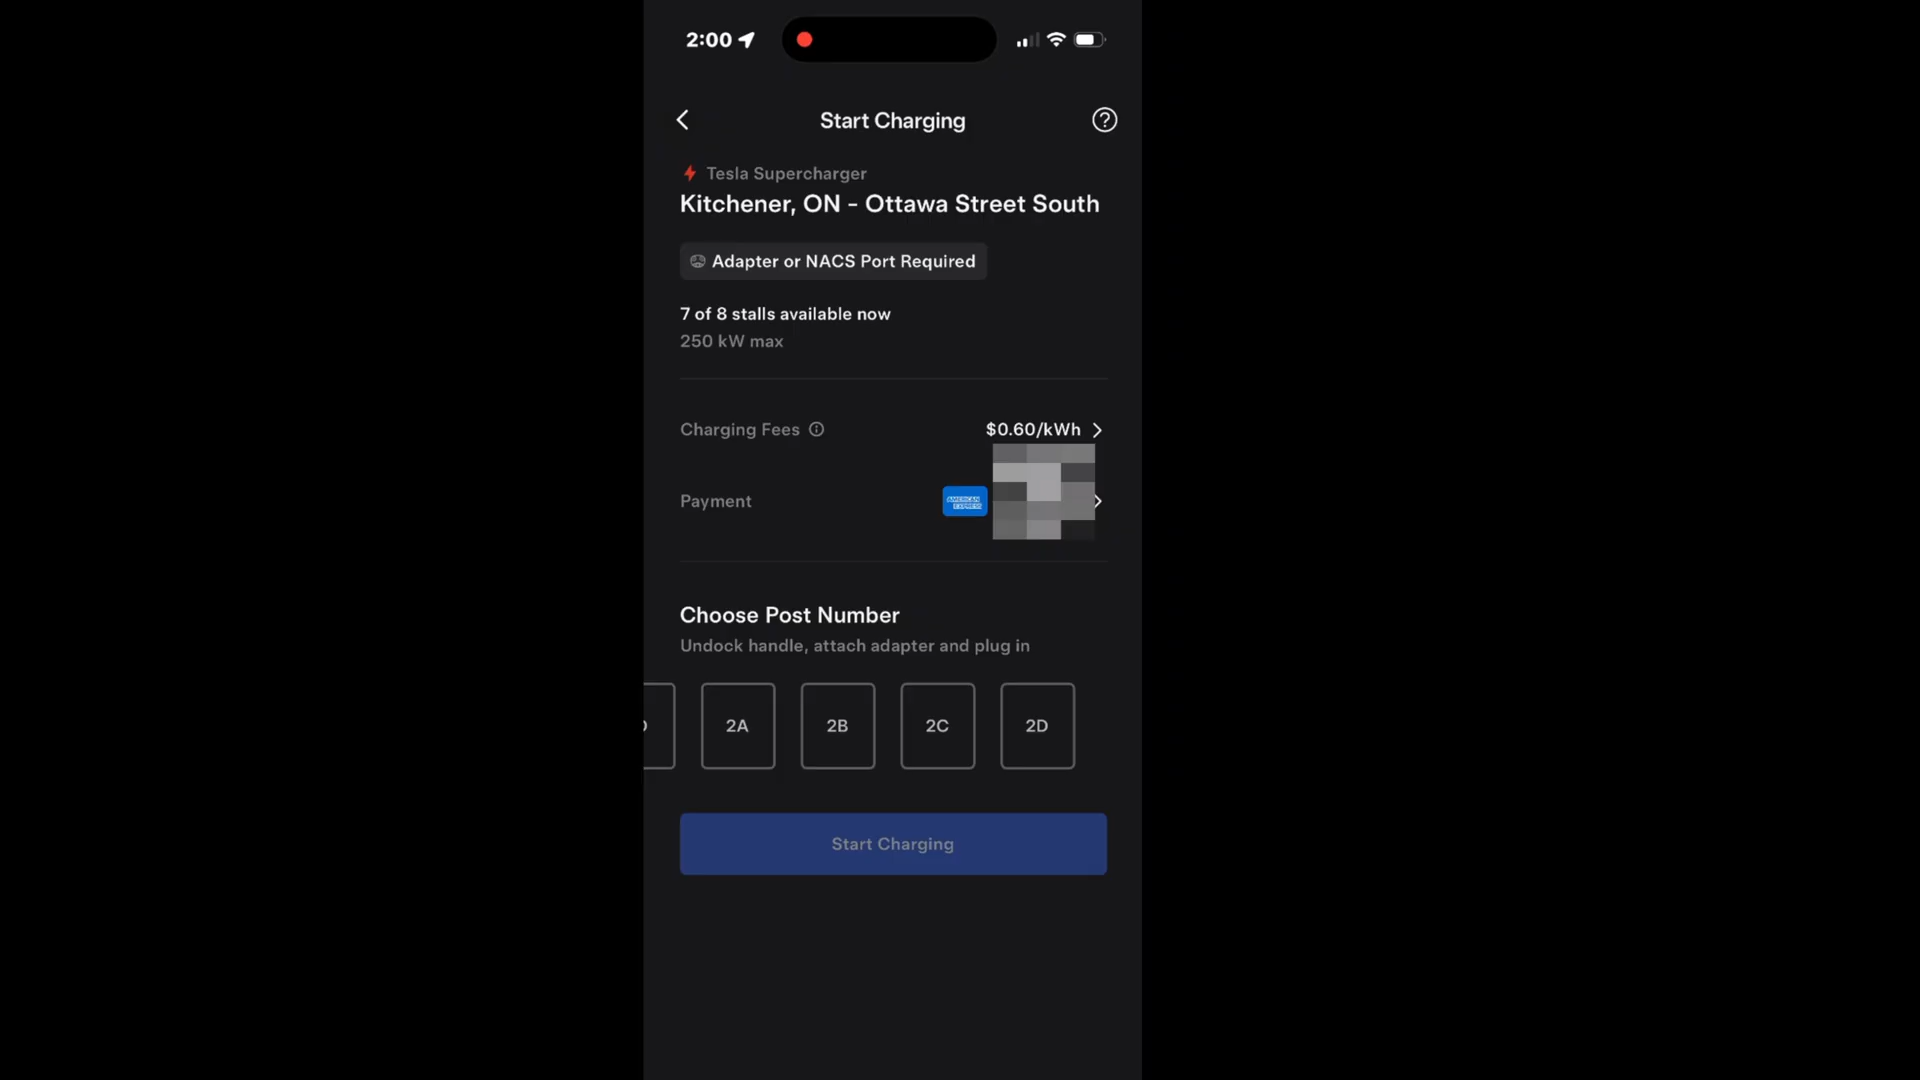 2:00
Start Charging
Tesla Supercharger
Kitchener, ON - Ottawa Street South
Adapter or NACS Port Required
7 of 8 stalls available now
250 kW max
Charging Fees
$0.60/kWh
Payment
AMERICAN EXPRESS
Choose Post Number
Undock handle, attach adapter and plug in
2A 2B 2C 2D
Start Charging